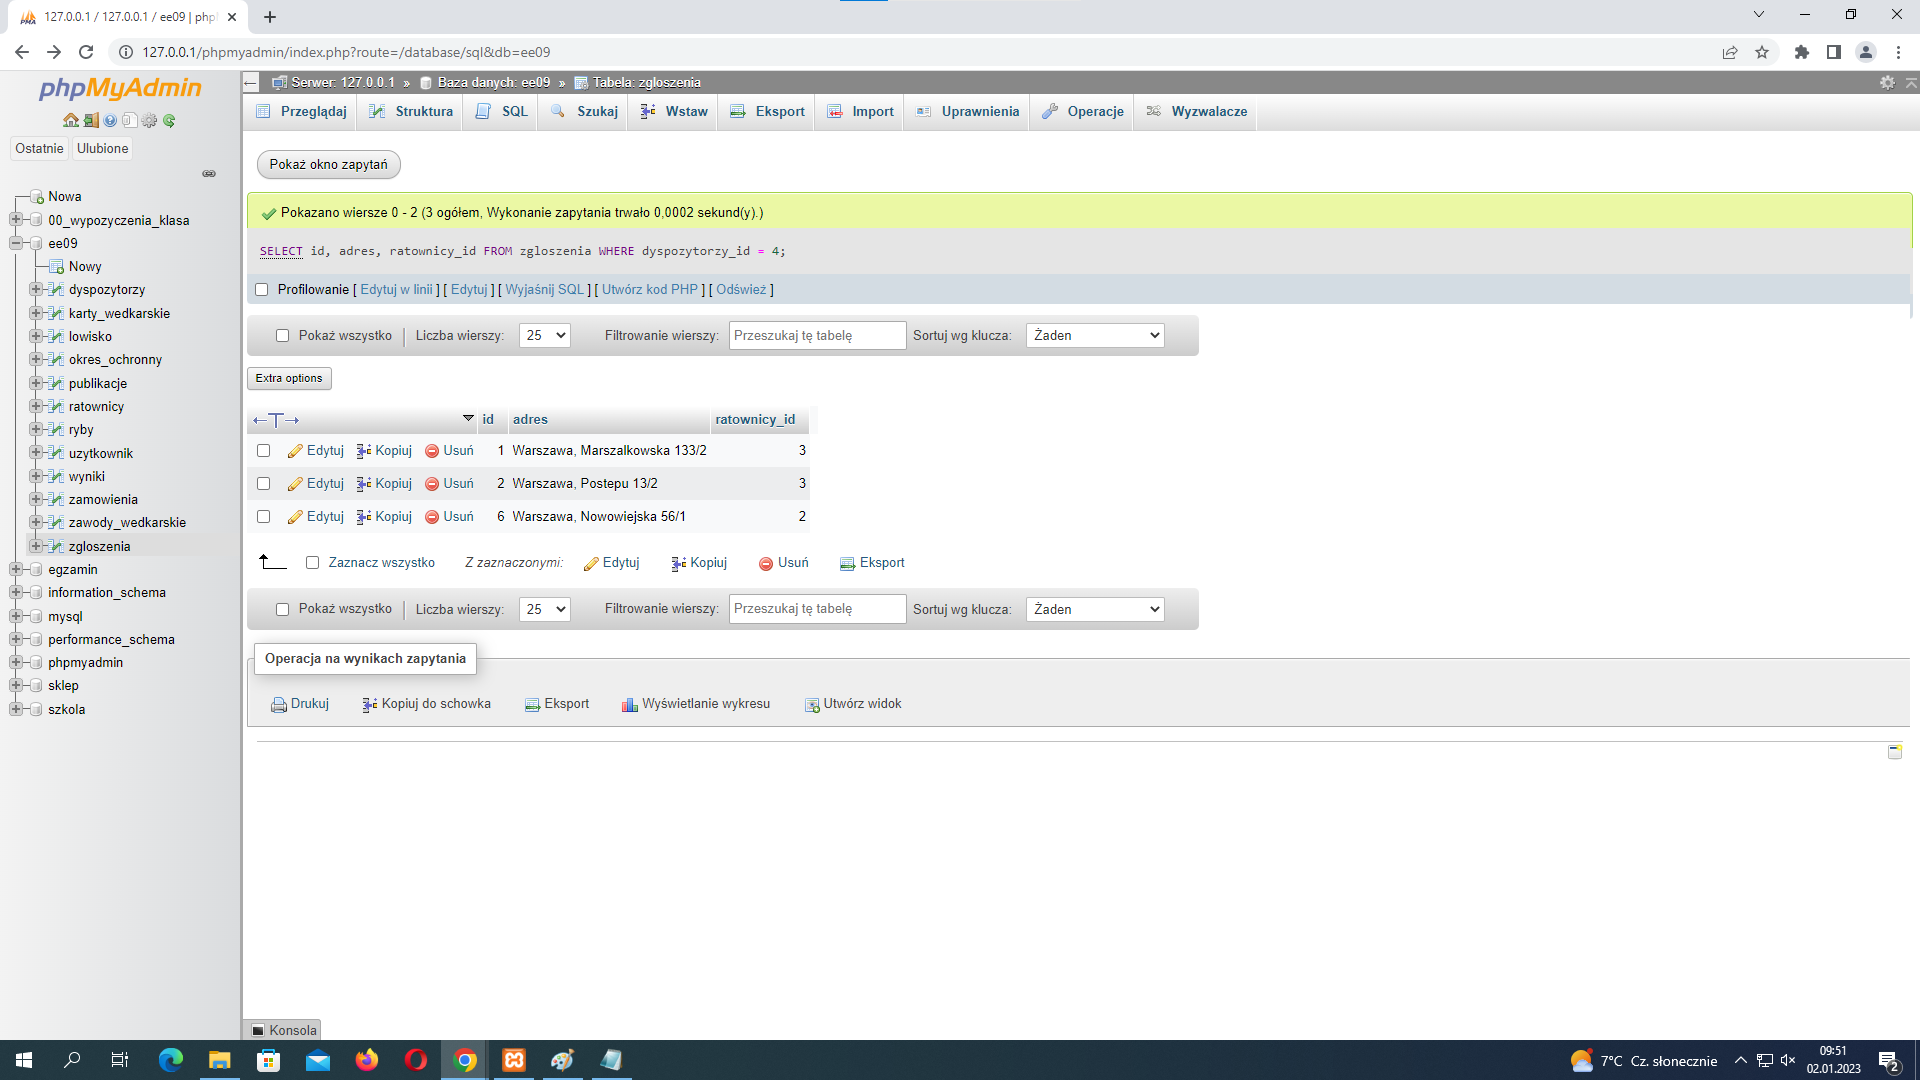 127.0.0.1 / 127.0.0.1 / ee09 | php
127.0.0.1/phpmyadmin/index.php?route=/database/sql&db=ee09
phpMyAdmin
Ostatnie
Ulubione
Nowa
00_wypozyczenia_klasa
ee09
Nowy
dyspozytorzy
karty_wedkarskie
lowisko
okres_ochronny
publikacje
ratownicy
ryby
uzytkownik
wyniki
zamowienia
zawody_wedkarskie
zgloszenia
egzamin
information_schema
mysql
performance_schema
phpmyadmin
sklep
szkola
Serwer: 127.0.0.1 » Baza danych: ee09 » Tabela: zgloszenia
Przeglądaj Struktura SQL Szukaj Wstaw Eksport Import Uprawnienia Operacje Wyzwalacze
Pokaż okno zapytań
Pokazano wiersze 0 - 2 (3 ogółem, Wykonanie zapytania trwało 0,0002 sekund(y).)
SELECT id, adres, ratownicy_id FROM zgloszenia WHERE dyspozytorzy_id = 4;
Profilowanie [ Edytuj w linii ] [ Edytuj ] [ Wyjaśnij SQL ] [ Utwórz kod PHP ] [ Odśwież ]
Pokaż wszystko Liczba wierszy: 25 Filtrowanie wierszy: Przeszukaj tę tabelę Sortuj wg klucza: Żaden
Extra options
←T→ id adres ratownicy_id
Edytuj Kopiuj Usuń 1 Warszawa, Marszalkowska 133/2 3
Edytuj Kopiuj Usuń 2 Warszawa, Postepu 13/2 3
Edytuj Kopiuj Usuń 6 Warszawa, Nowowiejska 56/1 2
Zaznacz wszystko Z zaznaczonymi: Edytuj Kopiuj Usuń Eksport
Pokaż wszystko Liczba wierszy: 25 Filtrowanie wierszy: Przeszukaj tę tabelę Sortuj wg klucza: Żaden
Operacja na wynikach zapytania
Drukuj Kopiuj do schowka Eksport Wyświetlanie wykresu Utwórz widok
Konsola
7°C Cz. słonecznie
09:51
02.01.2023
2